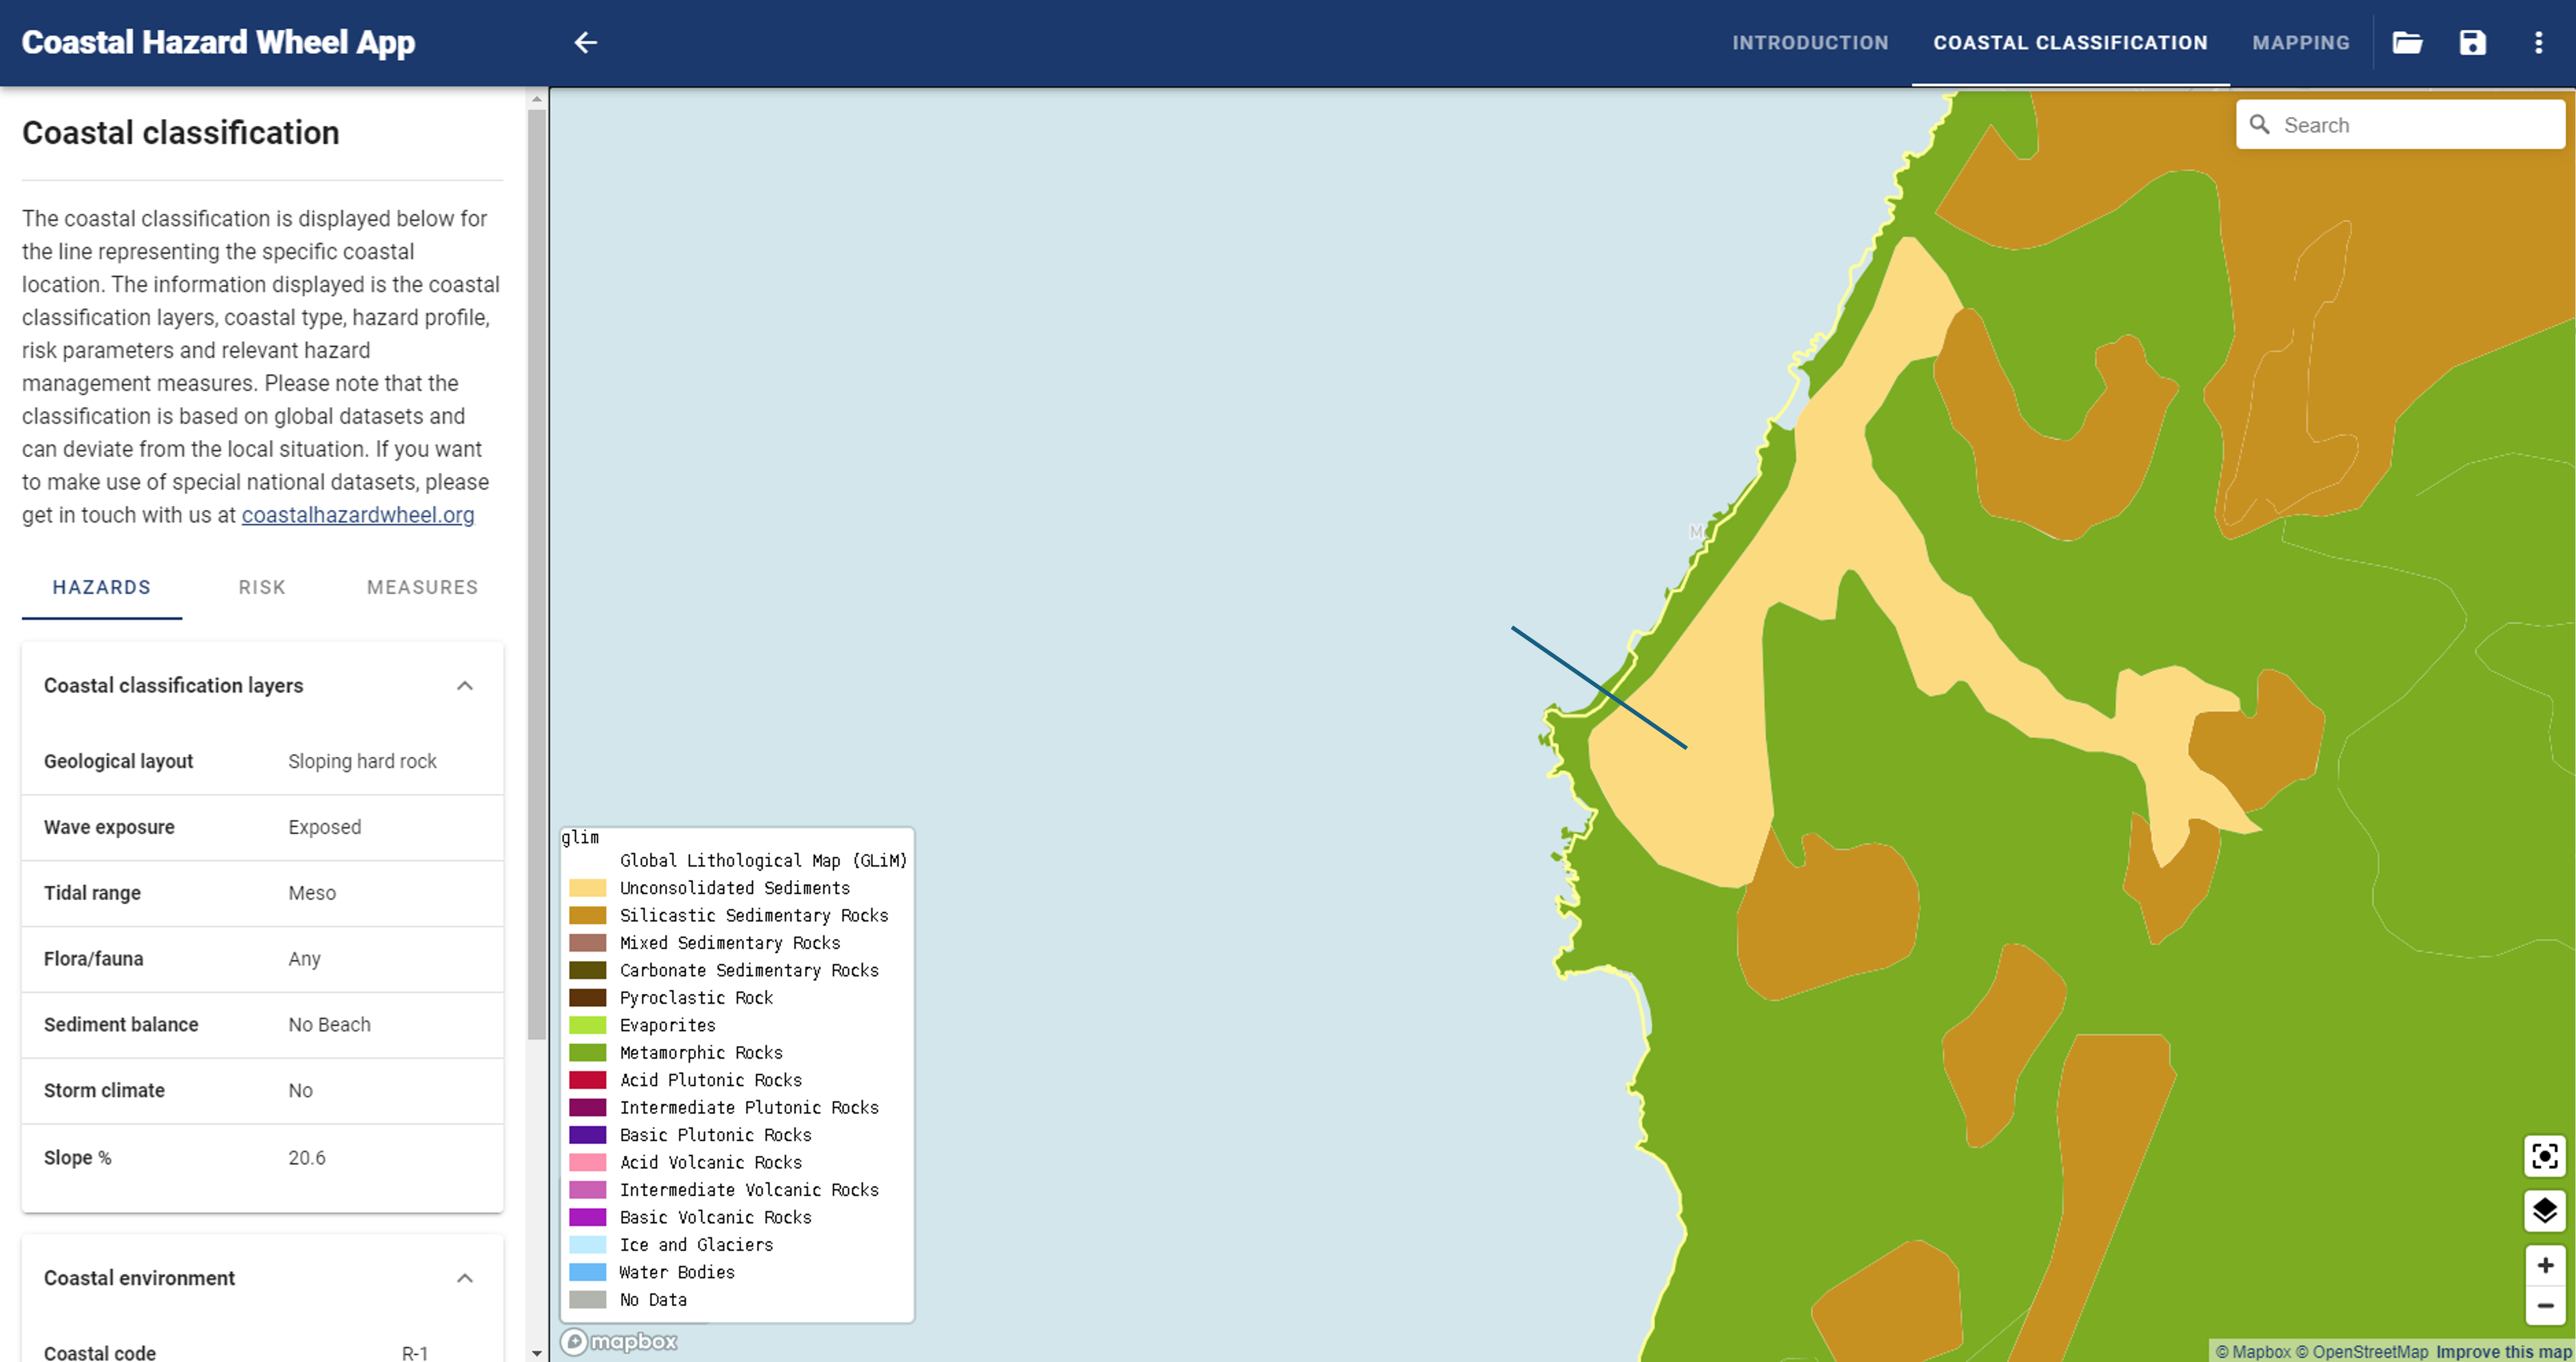 Coastal Hazard Wheel App
INTRODUCTION
COASTAL CLASSIFICATION
MAPPING
Coastal classification
The coastal classification is displayed below for
the line representing the specific coastal
location. The information displayed is the coastal
classification layers, coastal type, hazard profile,
risk parameters and relevant hazard
management measures. Please note that the
classification is based on global datasets and
can deviate from the local situation. If you want
to make use of special national datasets, please
get in touch with us at coastalhazardwheel.org
HAZARDS
RISK
MEASURES
Coastal classification layers
Geological layout Sloping hard rock
Wave exposure Exposed
Tidal range Meso
Flora/fauna Any
Sediment balance No Beach
Storm climate No
Slope % 20.6
Coastal environment
Coastal code R-1
Search
M
glim
Global Lithological Map (GLiM)
Unconsolidated Sediments
Silicastic Sedimentary Rocks
Mixed Sedimentary Rocks
Carbonate Sedimentary Rocks
Pyroclastic Rock
Evaporites
Metamorphic Rocks
Acid Plutonic Rocks
Intermediate Plutonic Rocks
Basic Plutonic Rocks
Acid Volcanic Rocks
Intermediate Volcanic Rocks
Basic Volcanic Rocks
Ice and Glaciers
Water Bodies
No Data
mapbox
© Mapbox © OpenStreetMap Improve this map